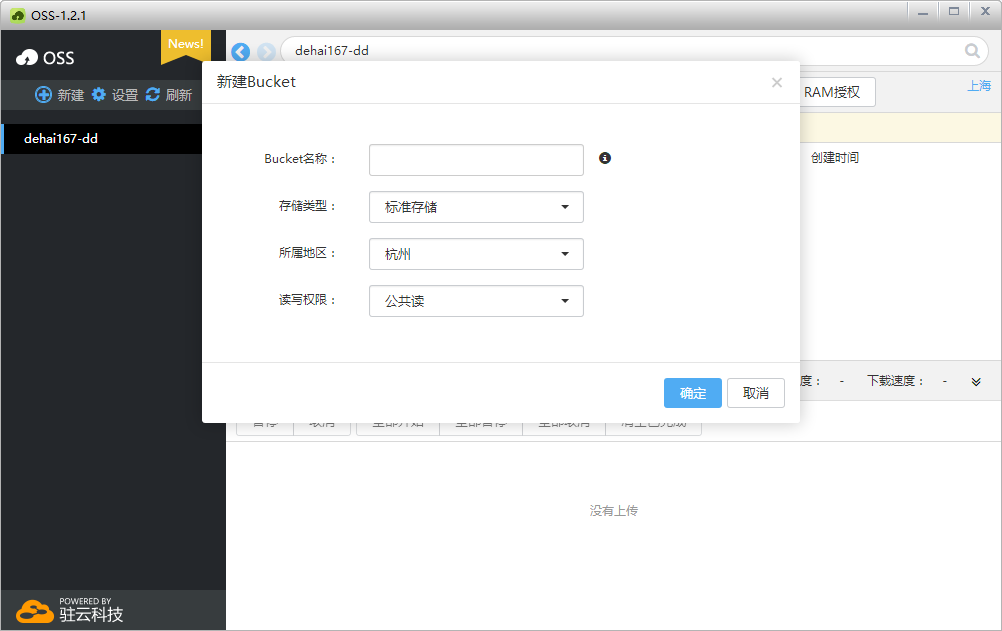 OSS-1.2.1
OSS
News!
dehai167-dd
新建 设置 刷新
RAM授权
上海
dehai167-dd
创建时间
新建Bucket
Bucket名称：
存储类型： 标准存储
所属地区： 杭州
读写权限： 公共读
确定 取消
度： - 下载速度： -
没有上传
POWERED BY
驻云科技